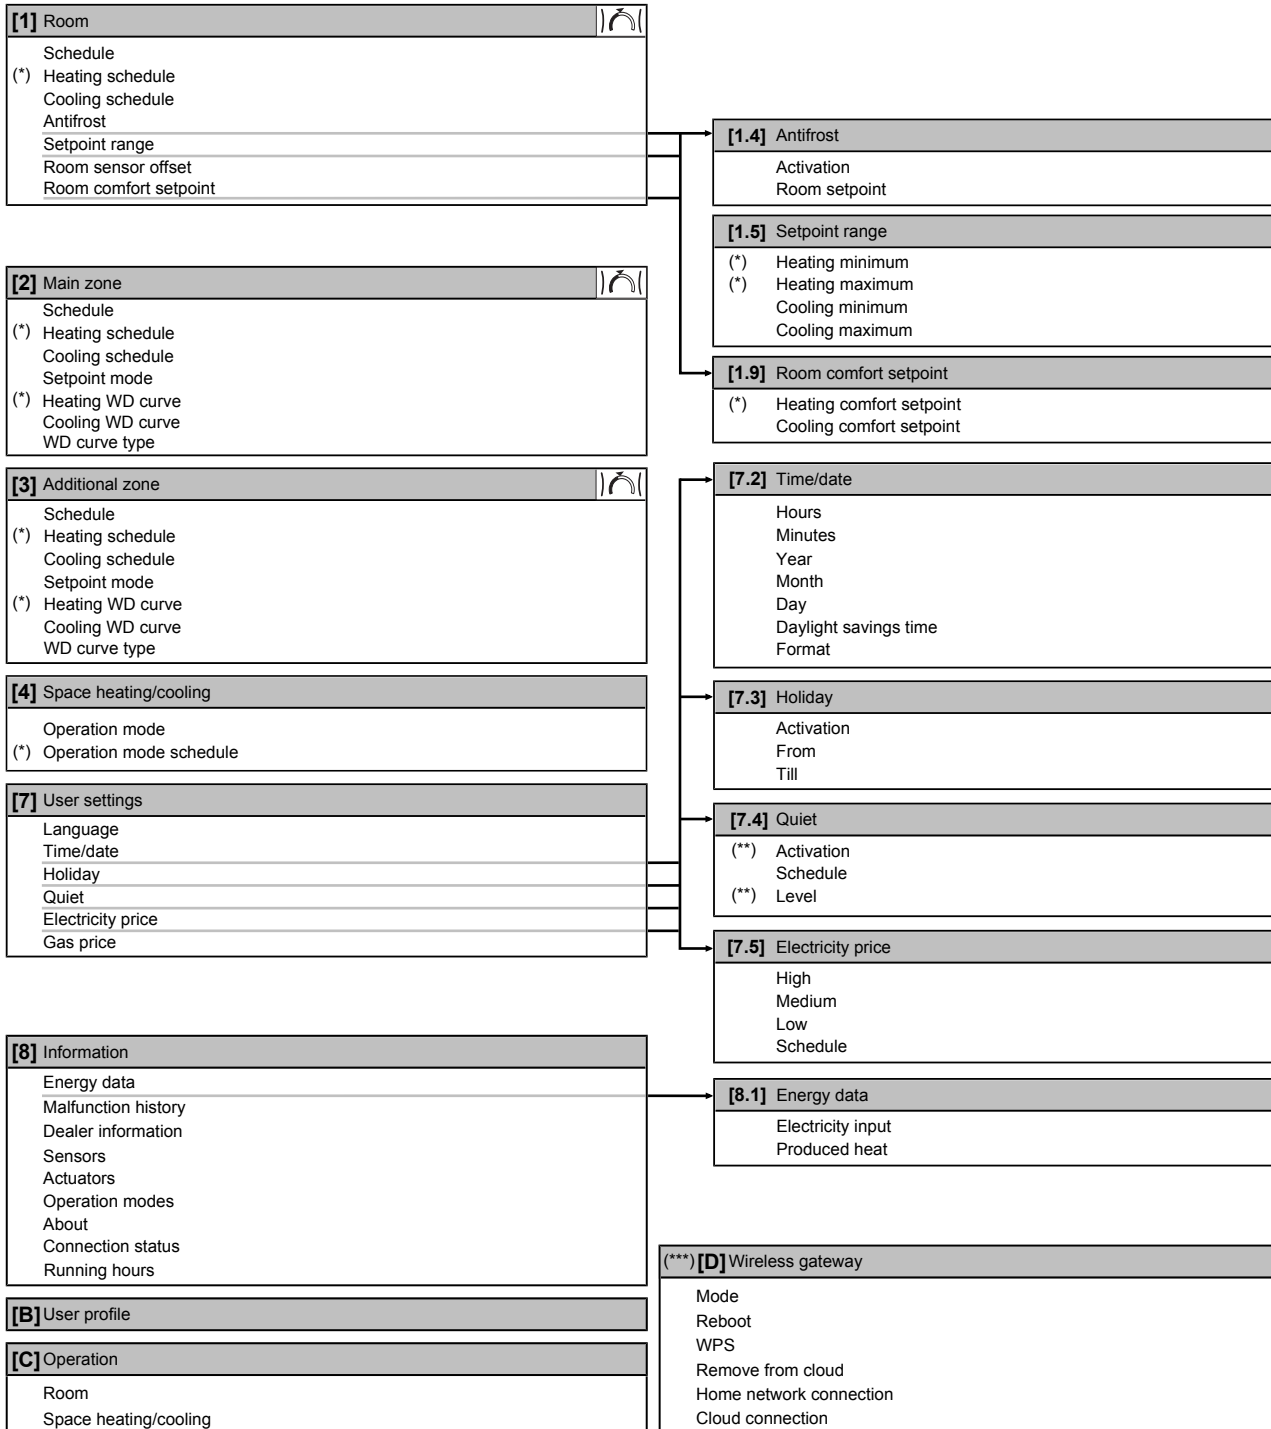 [1] Room
Schedule
(*) Heating schedule
Cooling schedule
Antifrost
Setpoint range
Room sensor offset
Room comfort setpoint
[1.4] Antifrost
Activation
Room setpoint
[1.5] Setpoint range
(*) Heating minimum
(*) Heating maximum
Cooling minimum
Cooling maximum
[1.9] Room comfort setpoint
(*) Heating comfort setpoint
Cooling comfort setpoint
[2] Main zone
Schedule
(*) Heating schedule
Cooling schedule
Setpoint mode
(*) Heating WD curve
Cooling WD curve
WD curve type
[3] Additional zone
Schedule
(*) Heating schedule
Cooling schedule
Setpoint mode
(*) Heating WD curve
Cooling WD curve
WD curve type
[4] Space heating/cooling
Operation mode
(*) Operation mode schedule
[7] User settings
Language
Time/date
Holiday
Quiet
Electricity price
Gas price
[7.2] Time/date
Hours
Minutes
Year
Month
Day
Daylight savings time
Format
[7.3] Holiday
Activation
From
Till
[7.4] Quiet
(**) Activation
Schedule
(**) Level
[7.5] Electricity price
High
Medium
Low
Schedule
[8] Information
Energy data
Malfunction history
Dealer information
Sensors
Actuators
Operation modes
About
Connection status
Running hours
[8.1] Energy data
Electricity input
Produced heat
[B] User profile
[C] Operation
Room
Space heating/cooling
(***) [D] Wireless gateway
Mode
Reboot
WPS
Remove from cloud
Home network connection
Cloud connection